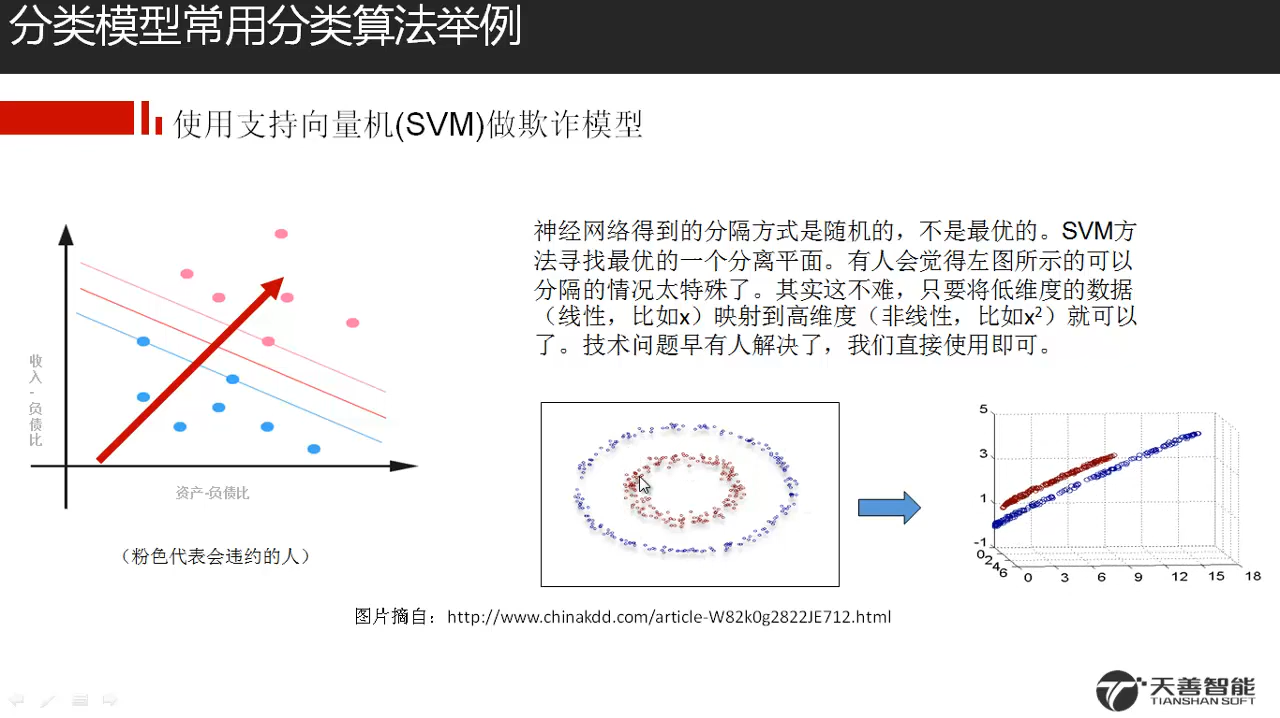 分类模型常用分类算法举例
使用支持向量机(SVM)做欺诈模型
神经网络得到的分隔方式是随机的，不是最优的。SVM方
法寻找最优的一个分离平面。有人会觉得左图所示的可以
分隔的情况太特殊了。其实这不难，只要将低维度的数据
（线性，比如x）映射到高维度（非线性，比如x²）就可以
了。技术问题早有人解决了，我们直接使用即可。
收入-负债比
资产-负债比
（粉色代表会违约的人）
5
3
1
-1
0
2
4
6
0 3 6 9 12 15 18
图片摘自：http://www.chinakdd.com/article-W82k0g2822JE712.html
天善智能
TIANSHAN SOFT